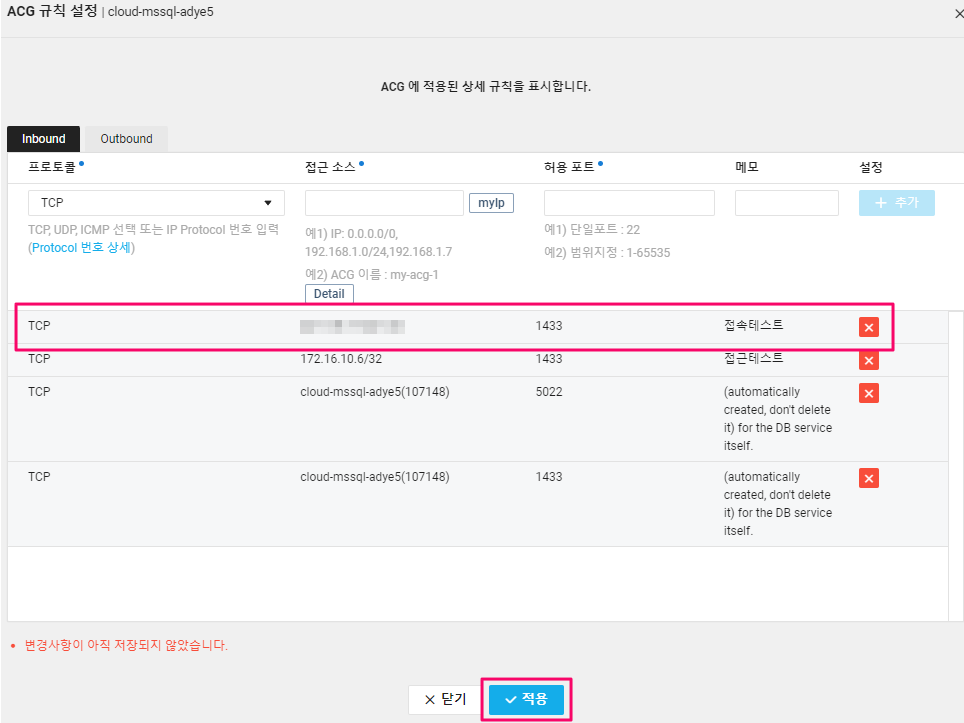 ACG 규칙 설정 | cloud-mssql-adye5
ACG 에 적용된 상세 규칙을 표시합니다.
Inbound Outbound
프로토콜 접근 소스 허용 포트 메모 설정
TCP myIp + 추가
TCP, UDP, ICMP 선택 또는 IP Protocol 번호 입력
(Protocol 번호 상세)
예1) IP: 0.0.0.0/0,
192.168.1.0/24,192.168.1.7
예2) ACG 이름 : my-acg-1
Detail
예1) 단일포트 : 22
예2) 범위지정 : 1-65535
TCP 1433 접속테스트
TCP 172.16.10.6/32 1433 접근테스트
TCP cloud-mssql-adye5(107148) 5022 (automatically
created, don't delete
it) for the DB service
itself.
TCP cloud-mssql-adye5(107148) 1433 (automatically
created, don't delete
it) for the DB service
itself.
변경사항이 아직 저장되지 않았습니다.
닫기 적용